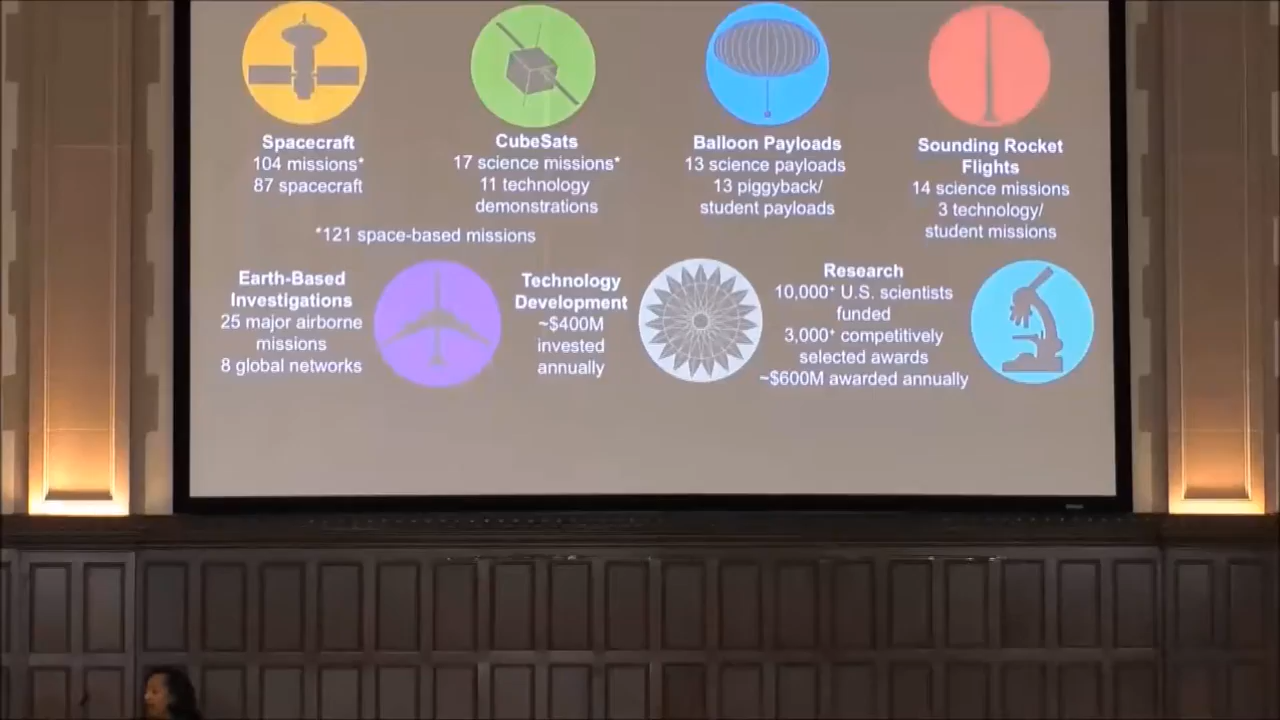 Spacecraft
104 missions*
87 spacecraft
CubeSats
17 science missions*
11 technology
demonstrations
*121 space-based missions
Balloon Payloads
13 science payloads
13 piggyback/
student payloads
Sounding Rocket
Flights
14 science missions
3 technology/
student missions
Earth-Based
Investigations
25 major airborne
missions
8 global networks
Technology
Development
~$400M
invested
annually
Research
10,000+ U.S. scientists
funded
3,000+ competitively
selected awards
~$600M awarded annually